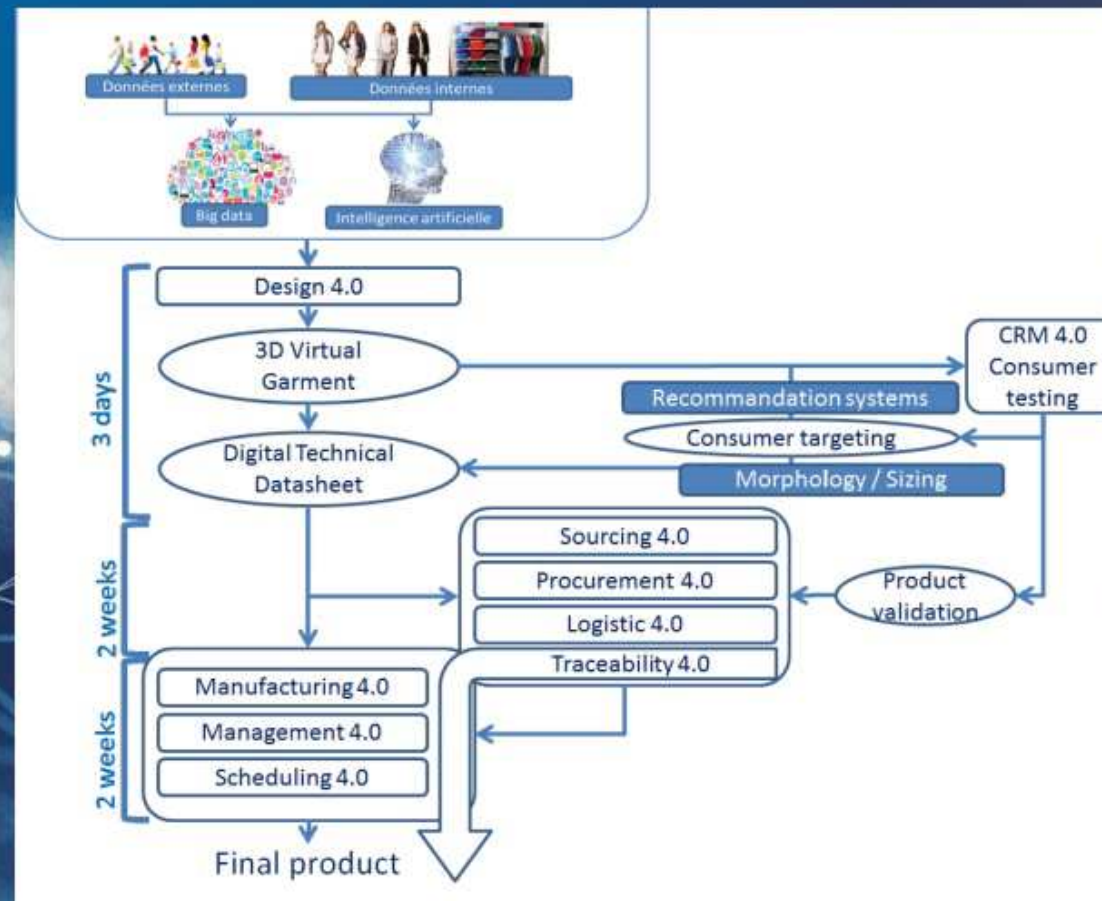 Données externes
Données internes
Big data
Intelligence artificielle
Design 4.0
3D Virtual
Garment
CRM 4.0
Consumer
testing
Recommandation systems
Consumer targeting
Digital Technical
Datasheet
Morphology / Sizing
3 days
Sourcing 4.0
Procurement 4.0
Product
validation
Logistic 4.0
2 weeks
Traceability 4.0
Manufacturing 4.0
Management 4.0
Scheduling 4.0
2 weeks
Final product